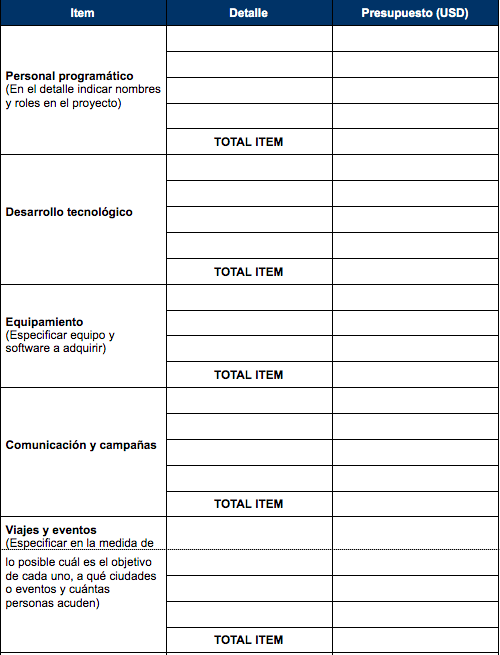 Item Detalle Presupuesto (USD)
Personal programático
(En el detalle indicar nombres
y roles en el proyecto)
TOTAL ITEM
Desarrollo tecnológico
TOTAL ITEM
Equipamiento
(Especificar equipo y
software a adquirir)
TOTAL ITEM
Comunicación y campañas
TOTAL ITEM
Viajes y eventos
(Especificar en la medida de
lo posible cuál es el objetivo
de cada uno, a qué ciudades
o eventos y cuántas
personas acuden)
TOTAL ITEM